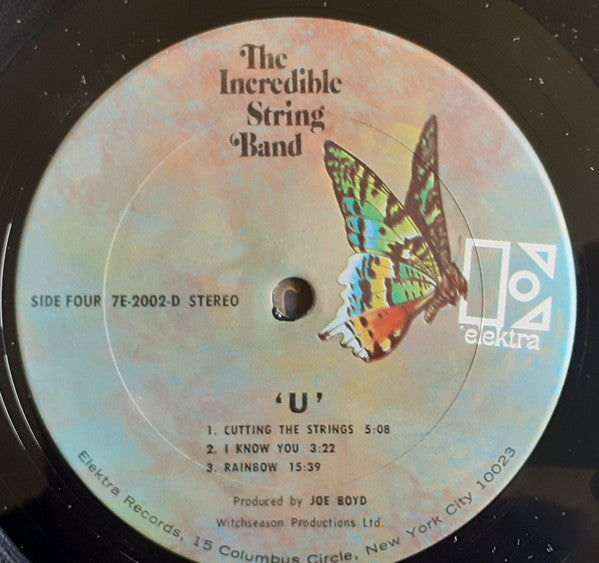 The
Incredible
String
Band
elektra
SIDE FOUR 7E-2002-D STEREO
'U'
1. CUTTING THE STRINGS 5:08
2. I KNOW YOU 3:22
3. RAINBOW 15:39
Produced by JOE BOYD
Witchseason Productions Ltd.
Elektra Records, 15 Columbus Circle, New York City 10023